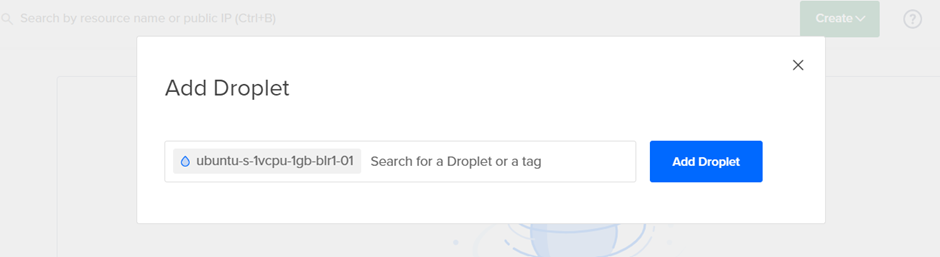 Search by resource name or public IP (Ctrl+B)
Create
?
Add Droplet
ubuntu-s-1vcpu-1gb-blr1-01 Search for a Droplet or a tag
Add Droplet